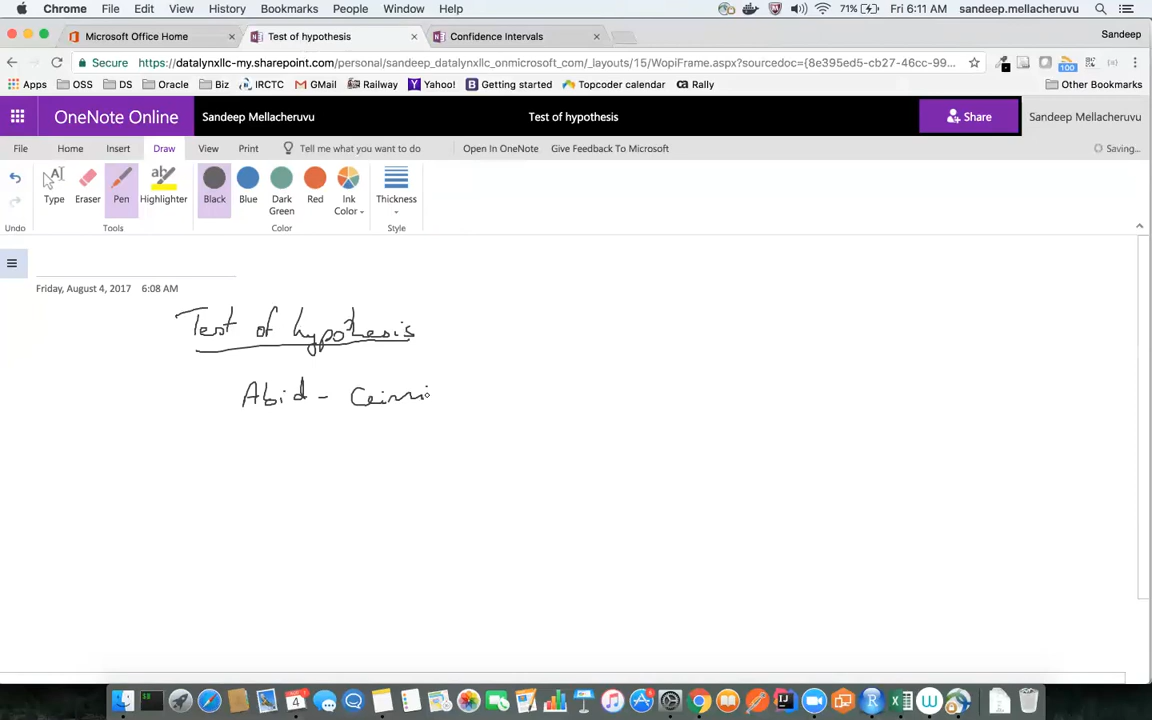 Chrome File Edit View History Bookmarks People Window Help 71% Fri 6:11 AM sandeep.mellacheruvu
Microsoft Office Home Test of hypothesis Confidence Intervals Sandeep
Secure https://datalynxllc-my.sharepoint.com/personal/sandeep_datalynxllc_onmicrosoft_com/_layouts/15/WopiFrame.aspx?sourcedoc={8e395ed5-cb27-46cc-99... 100
Apps OSS DS Oracle Biz IRCTC GMail Railway Yahoo! Getting started Topcoder calendar Rally Other Bookmarks
OneNote Online Sandeep Mellacheruvu Test of hypothesis Share Sandeep Mellacheruvu
File Home Insert Draw View Print Tell me what you want to do Open In OneNote Give Feedback To Microsoft Saving...
Type Eraser Pen Highlighter Black Blue Dark Green Red Ink Color Thickness
Undo Tools Color Style
Friday, August 4, 2017 6:08 AM
Test of hypothesis
Abid -